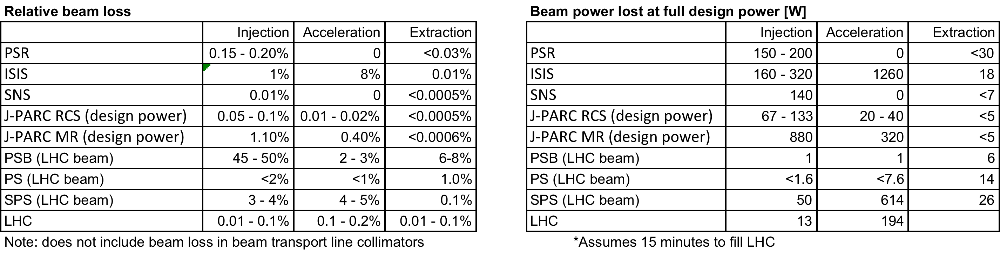 Relative beam loss
Injection Acceleration Extraction
PSR 0.15 - 0.20% 0 <0.03%
ISIS 1% 8% 0.01%
SNS 0.01% 0 <0.0005%
J-PARC RCS (design power) 0.05 - 0.1% 0.01 - 0.02% <0.0005%
J-PARC MR (design power) 1.10% 0.40% <0.0006%
PSB (LHC beam) 45 - 50% 2 - 3% 6-8%
PS (LHC beam) <2% <1% 1.0%
SPS (LHC beam) 3 - 4% 4 - 5% 0.1%
LHC 0.01 - 0.1% 0.1 - 0.2% 0.01 - 0.1%
Note: does not include beam loss in beam transport line collimators
Beam power lost at full design power [W]
Injection Acceleration Extraction
PSR 150 - 200 0 <30
ISIS 160 - 320 1260 18
SNS 140 0 <7
J-PARC RCS (design power) 67 - 133 20 - 40 <5
J-PARC MR (design power) 880 320 <5
PSB (LHC beam) 1 1 6
PS (LHC beam) <1.6 <7.6 14
SPS (LHC beam) 50 614 26
LHC 13 194
*Assumes 15 minutes to fill LHC